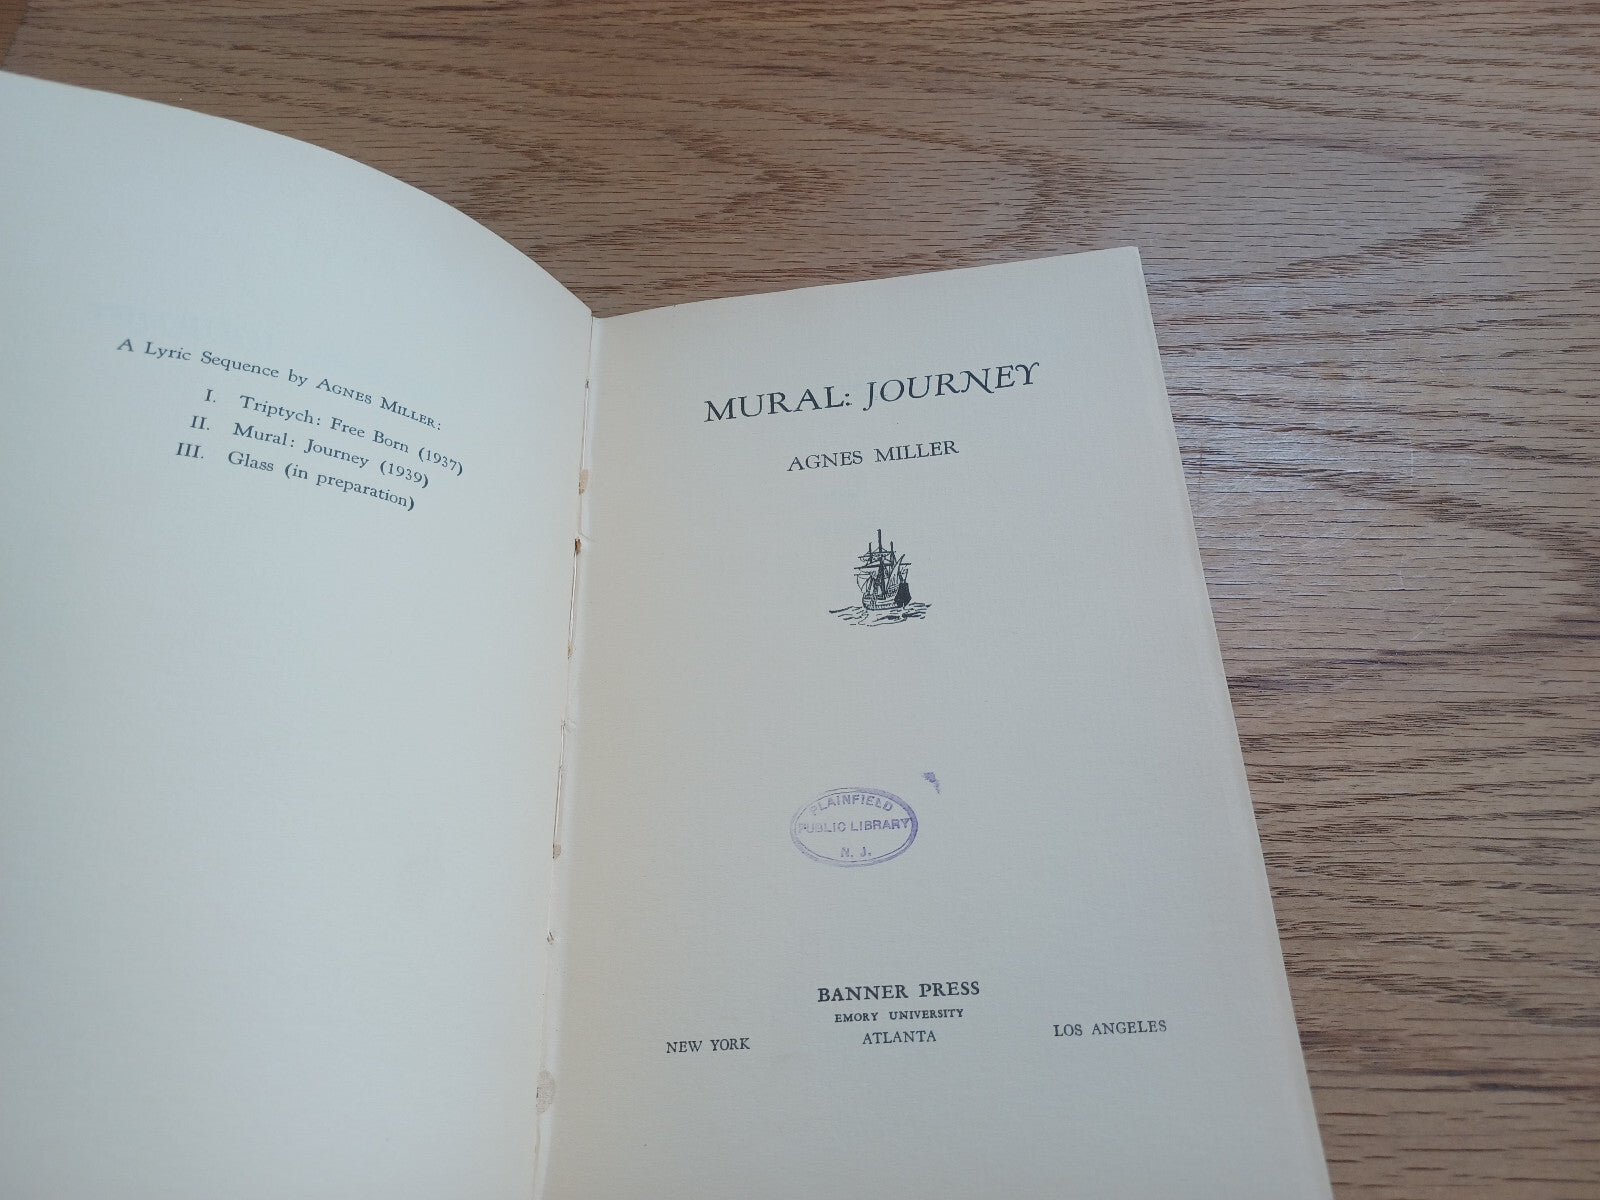 A Lyric Sequence by AGNES MILLER:
I. Triptych: Free Born (1937)
II. Mural: Journey (1939)
III. Glass (in preparation)
MURAL: JOURNEY
AGNES MILLER
PLAINFIELD
PUBLIC LIBRARY
N. J.
BANNER PRESS
EMORY UNIVERSITY
NEW YORK ATLANTA LOS ANGELES